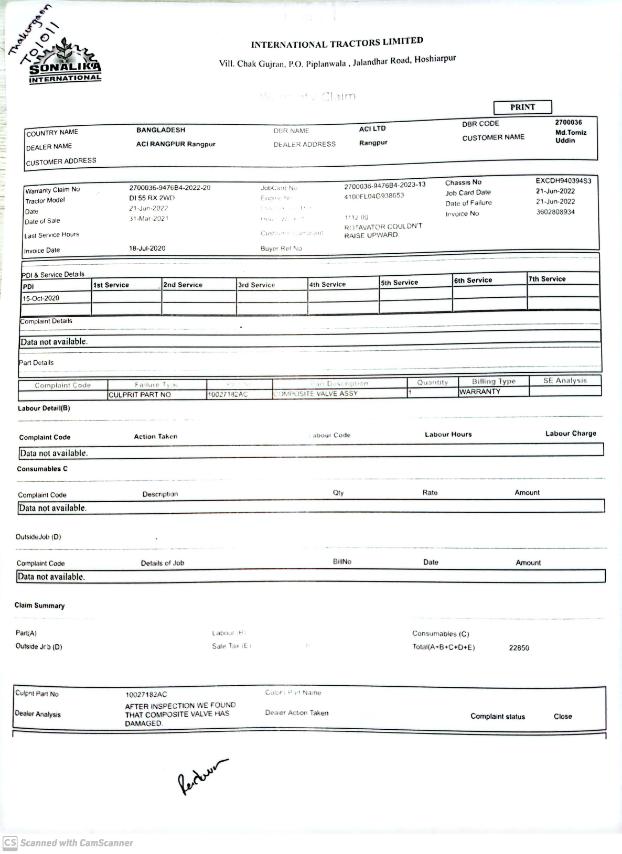 Thakurgaon
TO1011
SONALIKA
INTERNATIONAL
INTERNATIONAL TRACTORS LIMITED
Vill. Chak Gujran, P.O. Piplanwala , Jalandhar Road, Hoshiarpur
Warranty Claim
PRINT
COUNTRY NAME BANGLADESH DBR NAME ACI LTD DBR CODE 2700036
DEALER NAME ACI RANGPUR Rangpur DEALER ADDRESS Rangpur CUSTOMER NAME Md.Tomiz Uddin
CUSTOMER ADDRESS
Warranty Claim No 2700036-9476B4-2022-20 JobCard No 2700036-9476B4-2023-13 Chassis No EXCDH940394S3
Tractor Model DI 55 RX 2WD Engine No 4100FL04G938653 Job Card Date 21-Jun-2022
Date 21-Jun-2022 Date of Failure 21-Jun-2022
Date of Sale 31-Mar-2021 1112.00 Invoice No 3602808934
Last Service Hours Customer Complaint ROTAVATOR COULDN'T RAISE UPWARD
Invoice Date 18-Jul-2020 Buyer Ref No
PDI & Service Details
PDI 1st Service 2nd Service 3rd Service 4th Service 5th Service 6th Service 7th Service
15-Oct-2020
Complaint Details
Data not available.
Part Details
Complaint Code Failure Type Part Description Quantity Billing Type SE Analysis
CULPRIT PART NO 10027182AC COMPOSITE VALVE ASSY 1 WARRANTY
Labour Detail(B)
Complaint Code Action Taken Labour Code Labour Hours Labour Charge
Data not available.
Consumables C
Complaint Code Description Qty Rate Amount
Data not available.
OutsideJob (D)
Complaint Code Details of Job BillNo Date Amount
Data not available.
Claim Summary
Part(A) Labour (B) Consumables (C)
Outside Job (D) Sale Tax (E) Total(A+B+C+D+E) 22850
Culprit Part No 10027182AC Culprit Part Name
Dealer Analysis AFTER INSPECTION WE FOUND THAT COMPOSITE VALVE HAS DAMAGED. Dealer Action Taken Complaint status Close
CS Scanned with CamScanner